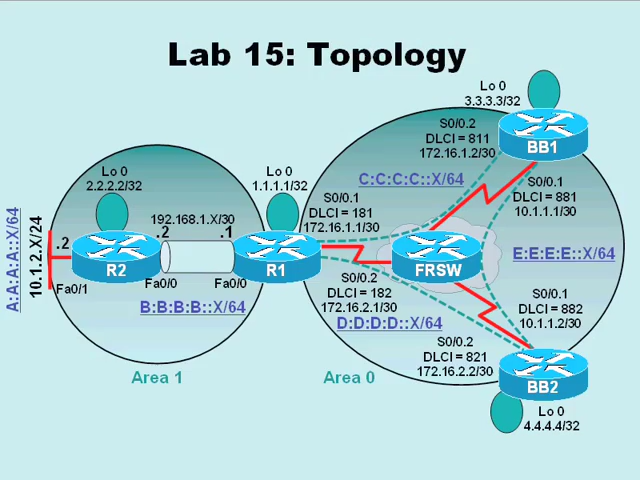 Lab 15: Topology
Lo 0
3.3.3.3/32
S0/0.2
DLCI = 811
172.16.1.2/30
BB1
C:C:C:C::X/64
Lo 0
2.2.2.2/32
Lo 0
1.1.1.1/32
S0/0.1
DLCI = 181
172.16.1.1/30
S0/0.1
DLCI = 881
10.1.1.1/30
A:A:A:A::X/64
10.1.2.X/24
192.168.1.X/30
.2
.2
.1
R2
R1
FRSW
E:E:E:E::X/64
Fa0/1
Fa0/0
Fa0/0
B:B:B:B::X/64
S0/0.2
DLCI = 182
172.16.2.1/30
D:D:D:D::X/64
S0/0.1
DLCI = 882
10.1.1.2/30
S0/0.2
DLCI = 821
172.16.2.2/30
BB2
Area 1
Area 0
Lo 0
4.4.4.4/32